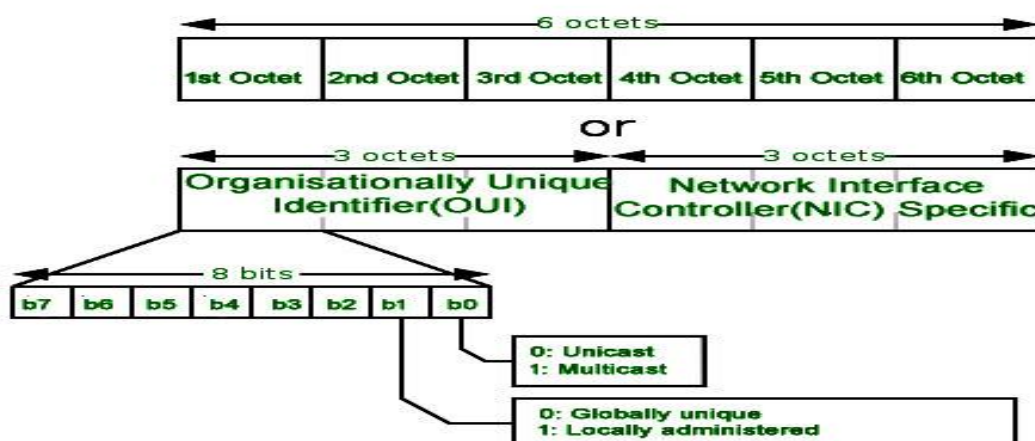 6 octets
1st Octet 2nd Octet 3rd Octet 4th Octet 5th Octet 6th Octet
or
3 octets 3 octets
Organisationally Unique Identifier(OUI)
Network Interface Controller(NIC) Specific
8 bits
b7 b6 b5 b4 b3 b2 b1 b0
0: Unicast
1: Multicast
0: Globally unique
1: Locally administered